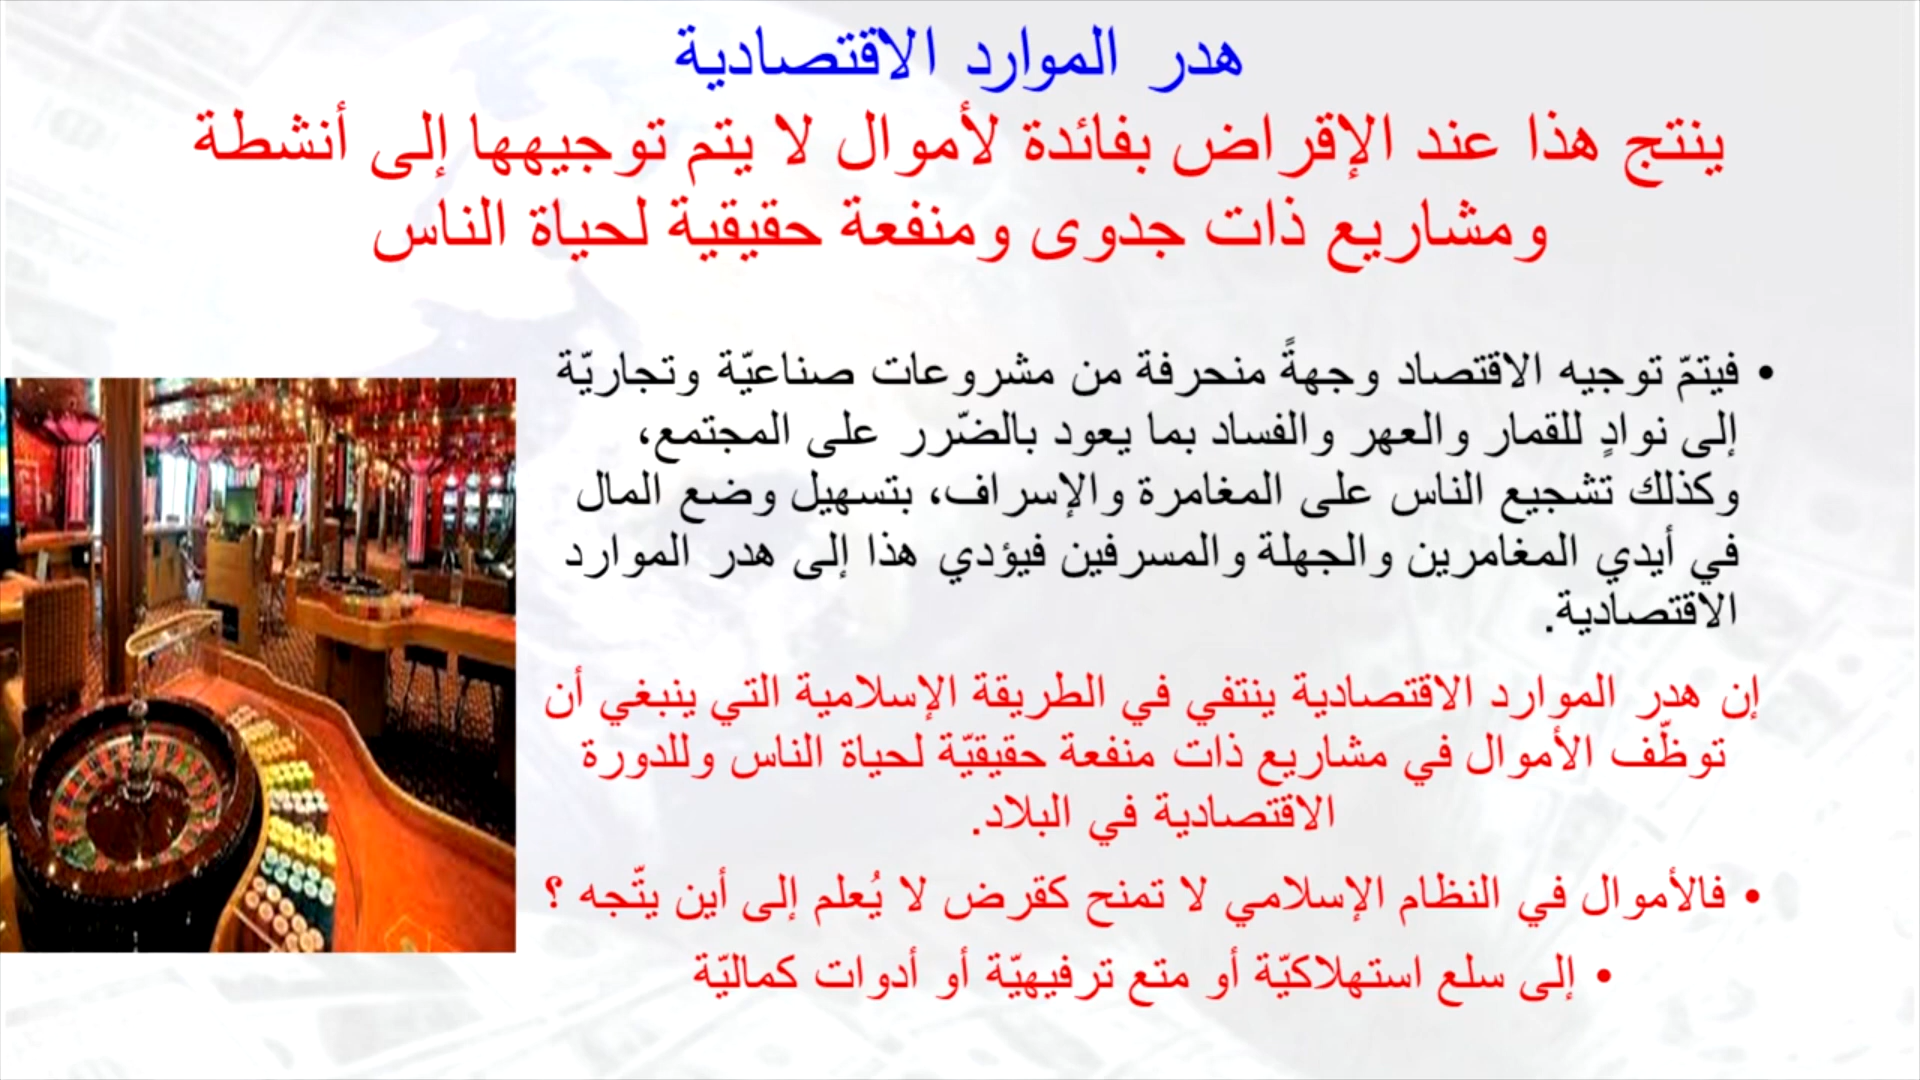 هدر الموارد الاقتصادية
ينتج هذا عند الإقراض بفائدة لأموال لا يتم توجيهها إلى أنشطة
ومشاريع ذات جدوى ومنفعة حقيقية لحياة الناس
• فيتمّ توجيه الاقتصاد وجهةً منحرفة من مشروعات صناعيّة وتجاريّة
إلى نوادٍ للقمار والعهر والفساد بما يعود بالضّرر على المجتمع،
وكذلك تشجيع الناس على المغامرة والإسراف، بتسهيل وضع المال
في أيدي المغامرين والجهلة والمسرفين فيؤدي هذا إلى هدر الموارد
الاقتصادية.
إن هدر الموارد الاقتصادية ينتفي في الطريقة الإسلامية التي ينبغي أن
توظّف الأموال في مشاريع ذات منفعة حقيقيّة لحياة الناس وللدورة
الاقتصادية في البلاد.
• فالأموال في النظام الإسلامي لا تمنح كقرض لا يُعلم إلى أين يتّجه ؟
• إلى سلع استهلاكيّة أو متع ترفيهيّة أو أدوات كماليّة